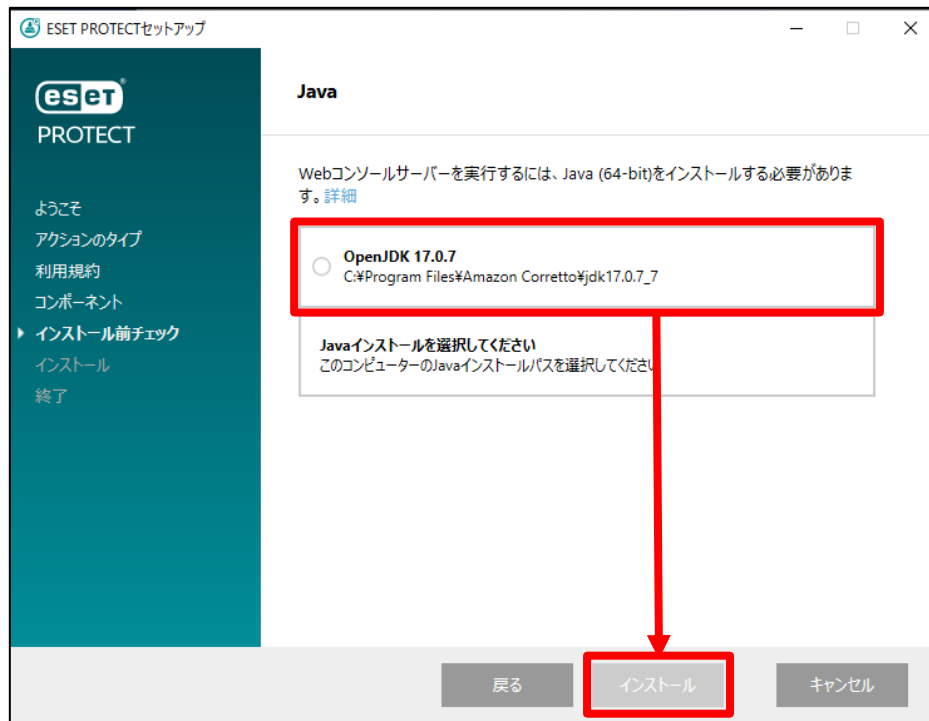 ESET PROTECTセットアップ
eset
PROTECT
ようこそ
アクションのタイプ
利用規約
コンポーネント
インストール前チェック
インストール
終了
Java
Webコンソールサーバーを実行するには、Java (64-bit)をインストールする必要がありま
す。詳細
OpenJDK 17.0.7
C:¥Program Files¥Amazon Corretto¥jdk17.0.7_7
Javaインストールを選択してください
このコンピューターのJavaインストールパスを選択してください
戻る
インストール
キャンセル